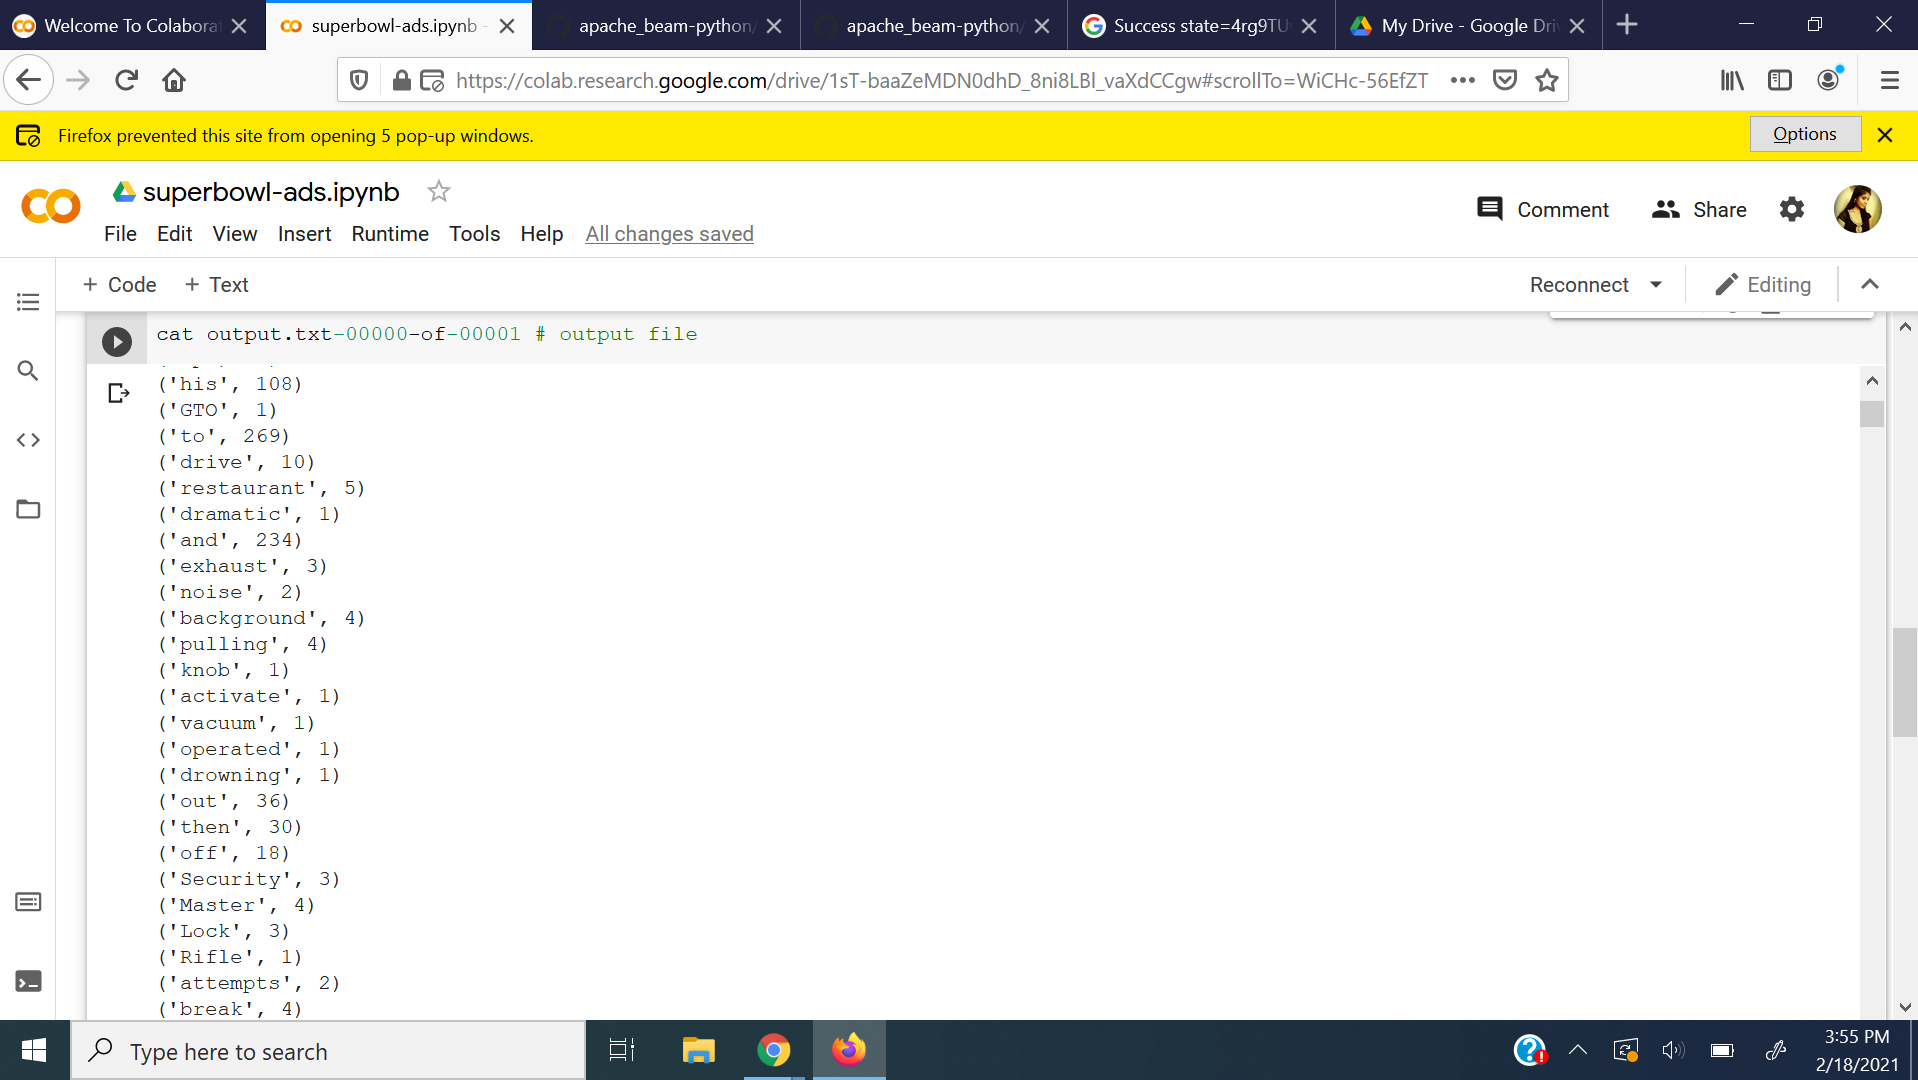 Welcome To Colaborat
superbowl-ads.ipynb -
apache_beam-python/
apache_beam-python/
Success state=4rg9TU
My Drive - Google Driv
https://colab.research.google.com/drive/1sT-baaZeMDN0dhD_8ni8LBl_vaXdCCgw#scrollTo=WiCHc-56EfZT
Firefox prevented this site from opening 5 pop-up windows.
Options
superbowl-ads.ipynb
Comment
Share
File Edit View Insert Runtime Tools Help All changes saved
+ Code + Text
Reconnect
Editing
cat output.txt-00000-of-00001 # output file
('his', 108)
('GTO', 1)
('to', 269)
('drive', 10)
('restaurant', 5)
('dramatic', 1)
('and', 234)
('exhaust', 3)
('noise', 2)
('background', 4)
('pulling', 4)
('knob', 1)
('activate', 1)
('vacuum', 1)
('operated', 1)
('drowning', 1)
('out', 36)
('then', 30)
('off', 18)
('Security', 3)
('Master', 4)
('Lock', 3)
('Rifle', 1)
('attempts', 2)
('break', 4)
Type here to search
3:55 PM
2/18/2021